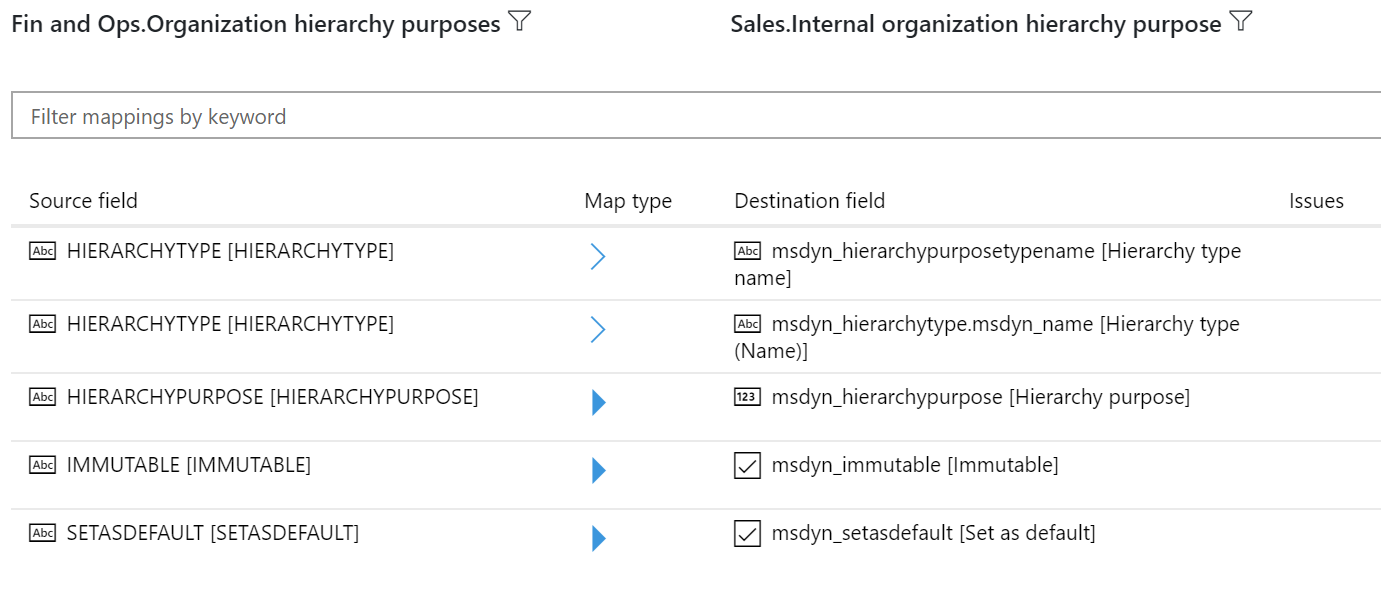 Fin and Ops.Organization hierarchy purposes
Sales.Internal organization hierarchy purpose
Filter mappings by keyword
Source field
Map type
Destination field
Issues
Abc HIERARCHYTYPE [HIERARCHYTYPE]
Abc msdyn_hierarchypurposetypename [Hierarchy type
name]
Abc HIERARCHYTYPE [HIERARCHYTYPE]
Abc msdyn_hierarchytype.msdyn_name [Hierarchy type
(Name)]
Abc HIERARCHYPURPOSE [HIERARCHYPURPOSE]
123 msdyn_hierarchypurpose [Hierarchy purpose]
Abc IMMUTABLE [IMMUTABLE]
msdyn_immutable [Immutable]
Abc SETASDEFAULT [SETASDEFAULT]
msdyn_setasdefault [Set as default]